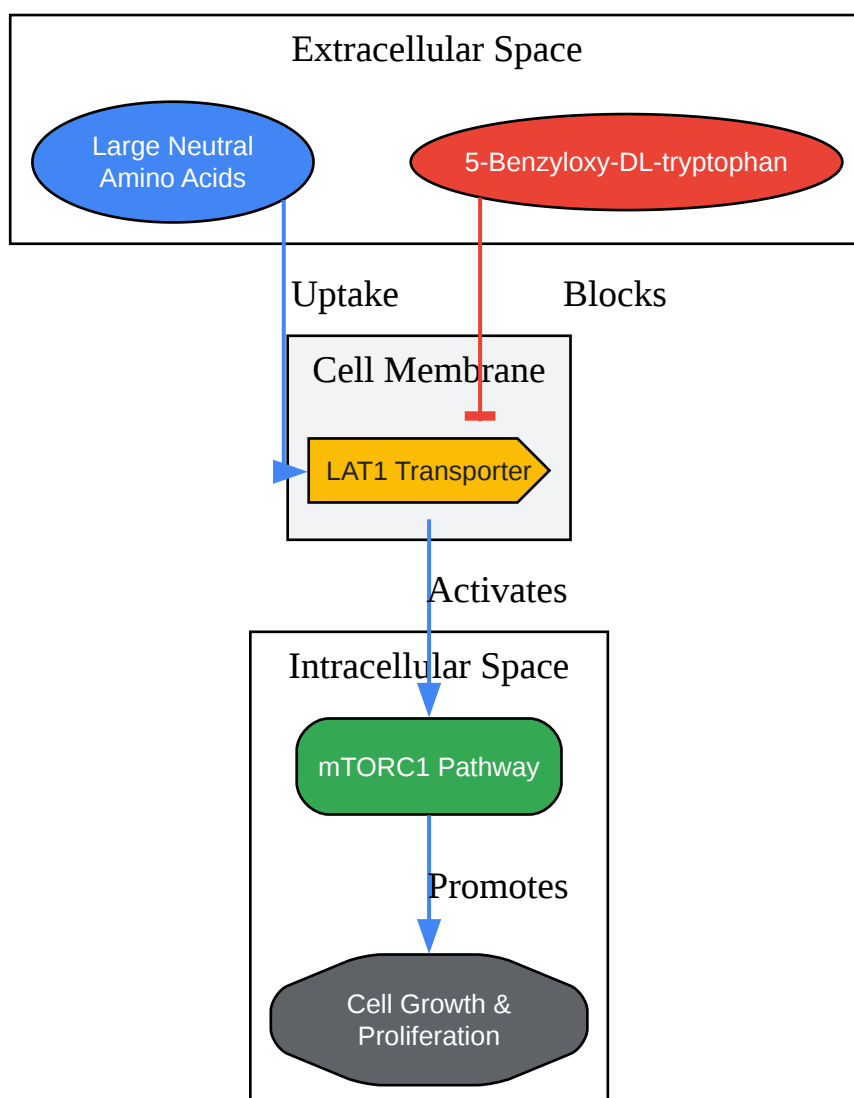 Extracellular Space
Large Neutral
Amino Acids
5-Benzyloxy-DL-tryptophan
Uptake
Blocks
Cell Membrane
LAT1 Transporter
Activates
Intracellular Space
mTORC1 Pathway
Promotes
Cell Growth &
Proliferation